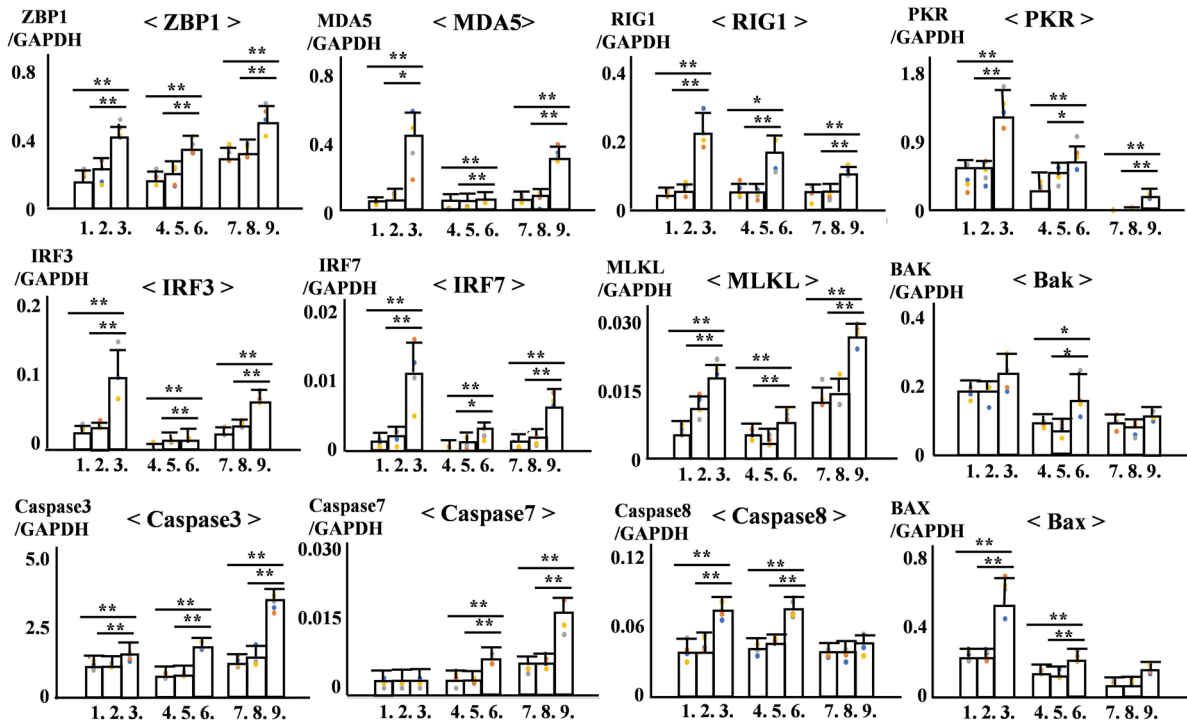 ZBP1
/GAPDH
< ZBP1 >
0.8
0.4
0
**
**
**
**
**
**
1. 2. 3. 4. 5. 6. 7. 8. 9.
MDA5
/GAPDH
< MDA5>
0.8
0.4
0
**
*
**
**
**
**
1. 2. 3. 4. 5. 6. 7. 8. 9.
RIG1
/GAPDH
< RIG1 >
0.4
0.2
0
**
**
*
**
**
**
1. 2. 3. 4. 5. 6. 7. 8. 9.
PKR
/GAPDH
< PKR >
1.8
0.9
0
**
**
**
*
**
**
1. 2. 3. 4. 5. 6. 7. 8. 9.
IRF3
/GAPDH
< IRF3 >
0.2
0.1
0
**
**
**
**
**
**
1. 2. 3. 4. 5. 6. 7. 8. 9.
IRF7
/GAPDH
< IRF7 >
0.02
0.01
0
**
**
**
*
**
**
1. 2. 3. 4. 5. 6. 7. 8. 9.
MLKL
/GAPDH
< MLKL >
0.030
0.015
0
**
**
**
**
**
**
1. 2. 3. 4. 5. 6. 7. 8. 9.
BAK
/GAPDH
< Bak >
0.4
0.2
0
*
*
1. 2. 3. 4. 5. 6. 7. 8. 9.
Caspase3
/GAPDH
< Caspase3 >
5.0
2.5
0
**
**
**
**
**
**
1. 2. 3. 4. 5. 6. 7. 8. 9.
Caspase7
/GAPDH
< Caspase7 >
0.030
0.015
0
**
**
**
**
1. 2. 3. 4. 5. 6. 7. 8. 9.
Caspase8
/GAPDH
< Caspase8 >
0.12
0.06
0
**
**
**
**
1. 2. 3. 4. 5. 6. 7. 8. 9.
BAX
/GAPDH
< Bax >
0.8
0.4
0
**
**
**
**
1. 2. 3. 4. 5. 6. 7. 8. 9.